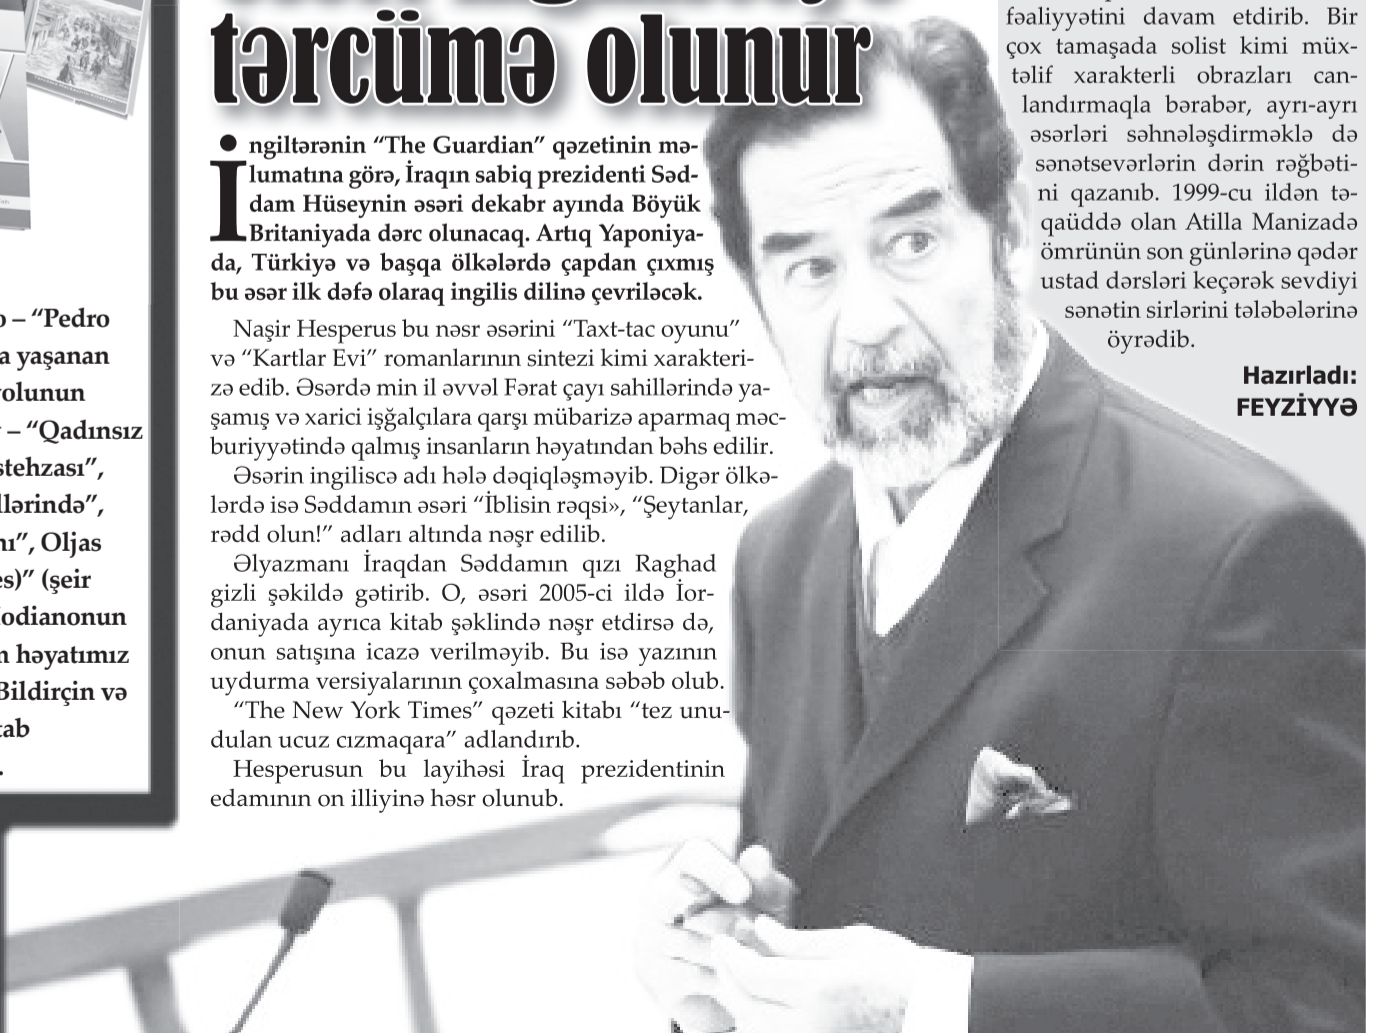 tərcümə olunur
İngiltərənin “The Guardian” qəzetinin mə-
lumatına görə, İraqın sabiq prezidenti Səd-
dam Hüseynin əsəri dekabr ayında Böyük
Britaniyada dərc olunacaq. Artıq Yaponiya-
da, Türkiyə və başqa ölkələrdə çapdan çıxmış
bu əsər ilk dəfə olaraq ingilis dilinə çevriləcək.
Naşir Hesperus bu nəsr əsərini “Taxt-tac oyunu”
və “Kartlar Evi” romanlarının sintezi kimi xarakteri-
zə edib. Əsərdə min il əvvəl Fərat çayı sahillərində ya-
şamış və xarici işğalçılara qarşı mübarizə aparmaq məc-
buriyyətində qalmış insanların həyatından bəhs edilir.
Əsərin ingiliscə adı hələ dəqiqləşməyib. Digər ölkə-
lərdə isə Səddamın əsəri “İblisin rəqsi», “Şeytanlar,
rədd olun!” adları altında nəşr edilib.
Əlyazmanı İraqdan Səddamın qızı Raghad
gizli şəkildə gətirib. O, əsəri 2005-ci ildə İor-
daniyada ayrıca kitab şəklində nəşr etdirsə də,
onun satışına icazə verilməyib. Bu isə yazının
uydurma versiyalarının çoxalmasına səbəb olub.
“The New York Times” qəzeti kitabı “tez unu-
dulan ucuz cızmaqara” adlandırıb.
Hesperusun bu layihəsi İraq prezidentinin
edamının on illiyinə həsr olunub.
fəaliyyətini davam etdirib. Bir
çox tamaşada solist kimi müx-
təlif xarakterli obrazları can-
landırmaqla bərabər, ayrı-ayrı
əsərləri səhnələşdirməklə də
sənətsevərlərin dərin rəğbəti-
ni qazanıb. 1999-cu ildən tə-
qaüddə olan Atilla Manizadə
ömrünün son günlərinə qədər
ustad dərsləri keçərək sevdiyi
sənətin sirlərini tələbələrinə
öyrədib.
Hazırladı:
FEYZİYYƏ
– “Pedro
a yaşanan
yolunun
– “Qadınsız
stehzası”,
llərində”,
nı”, Oljas
es)” (şeir
odianonun
n həyatımız
Bildirçin və
tab
.